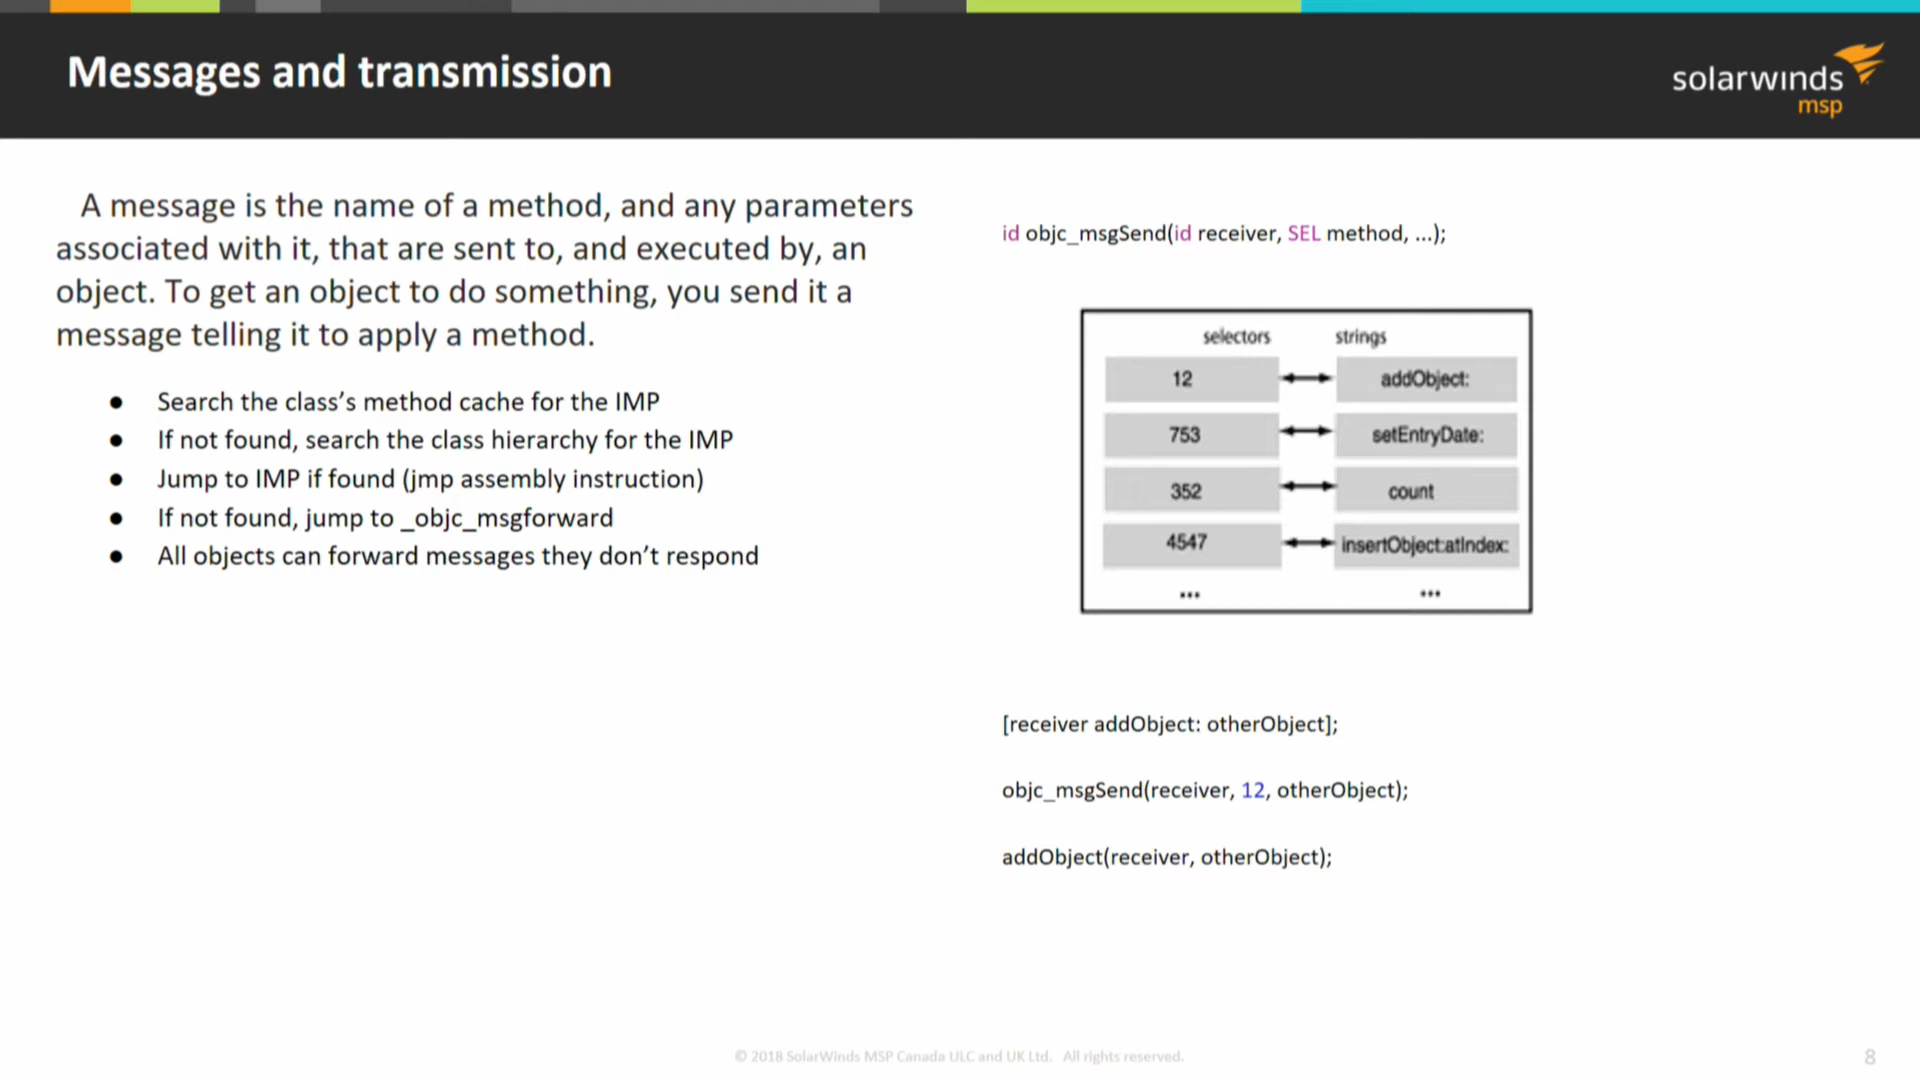 Messages and transmission
solarwinds
msp
A message is the name of a method, and any parameters
associated with it, that are sent to, and executed by, an
object. To get an object to do something, you send it a
message telling it to apply a method.
● Search the class’s method cache for the IMP
● If not found, search the class hierarchy for the IMP
● Jump to IMP if found (jmp assembly instruction)
● If not found, jump to _objc_msgforward
● All objects can forward messages they don’t respond
id objc_msgSend(id receiver, SEL method, ...);
selectors strings
12 addObject:
753 setEntryDate:
352 count
4547 insertObject:atIndex:
... ...
[receiver addObject: otherObject];
objc_msgSend(receiver, 12, otherObject);
addObject(receiver, otherObject);
© 2018 SolarWinds MSP Canada ULC and UK Ltd. All rights reserved.
8